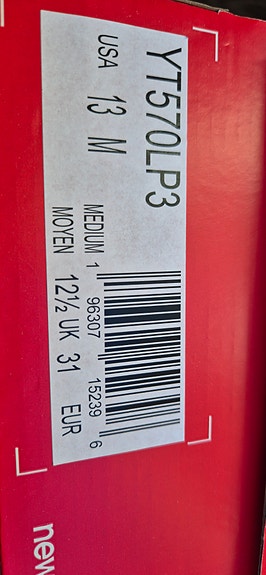 YT570LP3
USA 13 M
MEDIUM
MOYEN 12½ UK 31 EUR
1 96307 15239 6
new